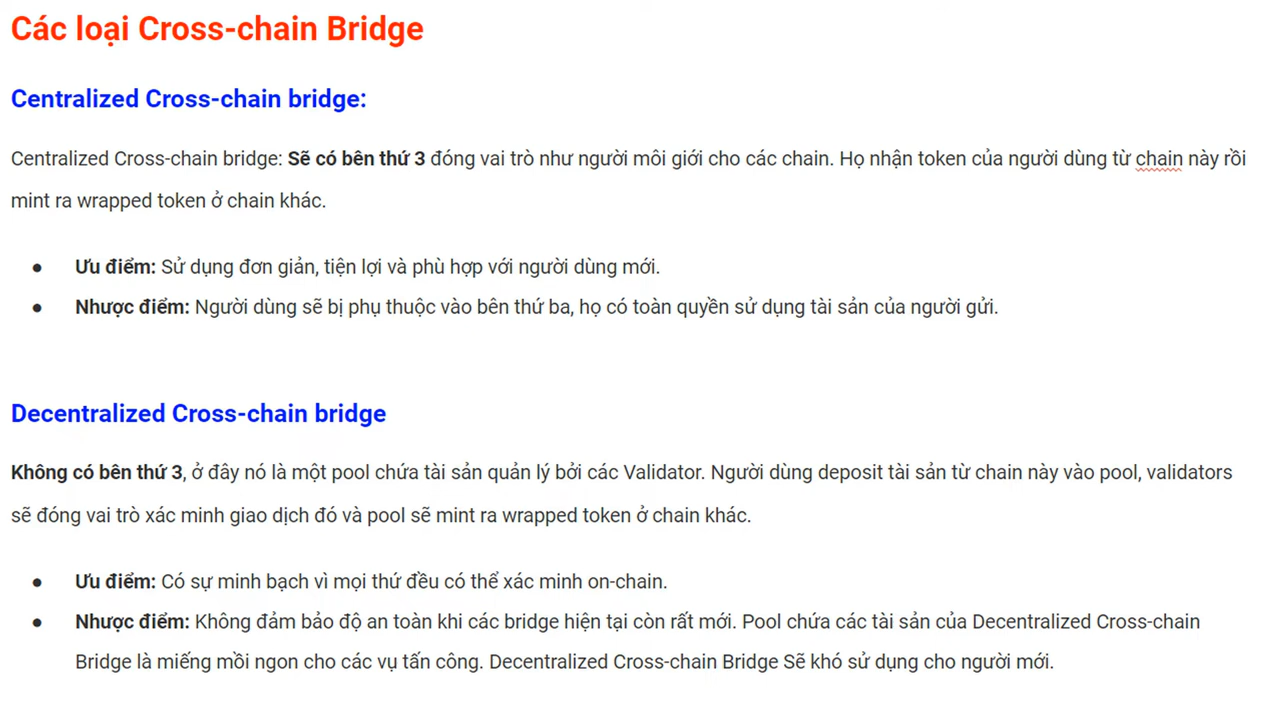 Các loại Cross-chain Bridge
Centralized Cross-chain bridge:
Centralized Cross-chain bridge: Sẽ có bên thứ 3 đóng vai trò như người môi giới cho các chain. Họ nhận token của người dùng từ chain này rồi
mint ra wrapped token ở chain khác.
● Ưu điểm: Sử dụng đơn giản, tiện lợi và phù hợp với người dùng mới.
● Nhược điểm: Người dùng sẽ bị phụ thuộc vào bên thứ ba, họ có toàn quyền sử dụng tài sản của người gửi.
Decentralized Cross-chain bridge
Không có bên thứ 3, ở đây nó là một pool chứa tài sản quản lý bởi các Validator. Người dùng deposit tài sản từ chain này vào pool, validators
sẽ đóng vai trò xác minh giao dịch đó và pool sẽ mint ra wrapped token ở chain khác.
● Ưu điểm: Có sự minh bạch vì mọi thứ đều có thể xác minh on-chain.
● Nhược điểm: Không đảm bảo độ an toàn khi các bridge hiện tại còn rất mới. Pool chứa các tài sản của Decentralized Cross-chain
Bridge là miếng mồi ngon cho các vụ tấn công. Decentralized Cross-chain Bridge Sẽ khó sử dụng cho người mới.